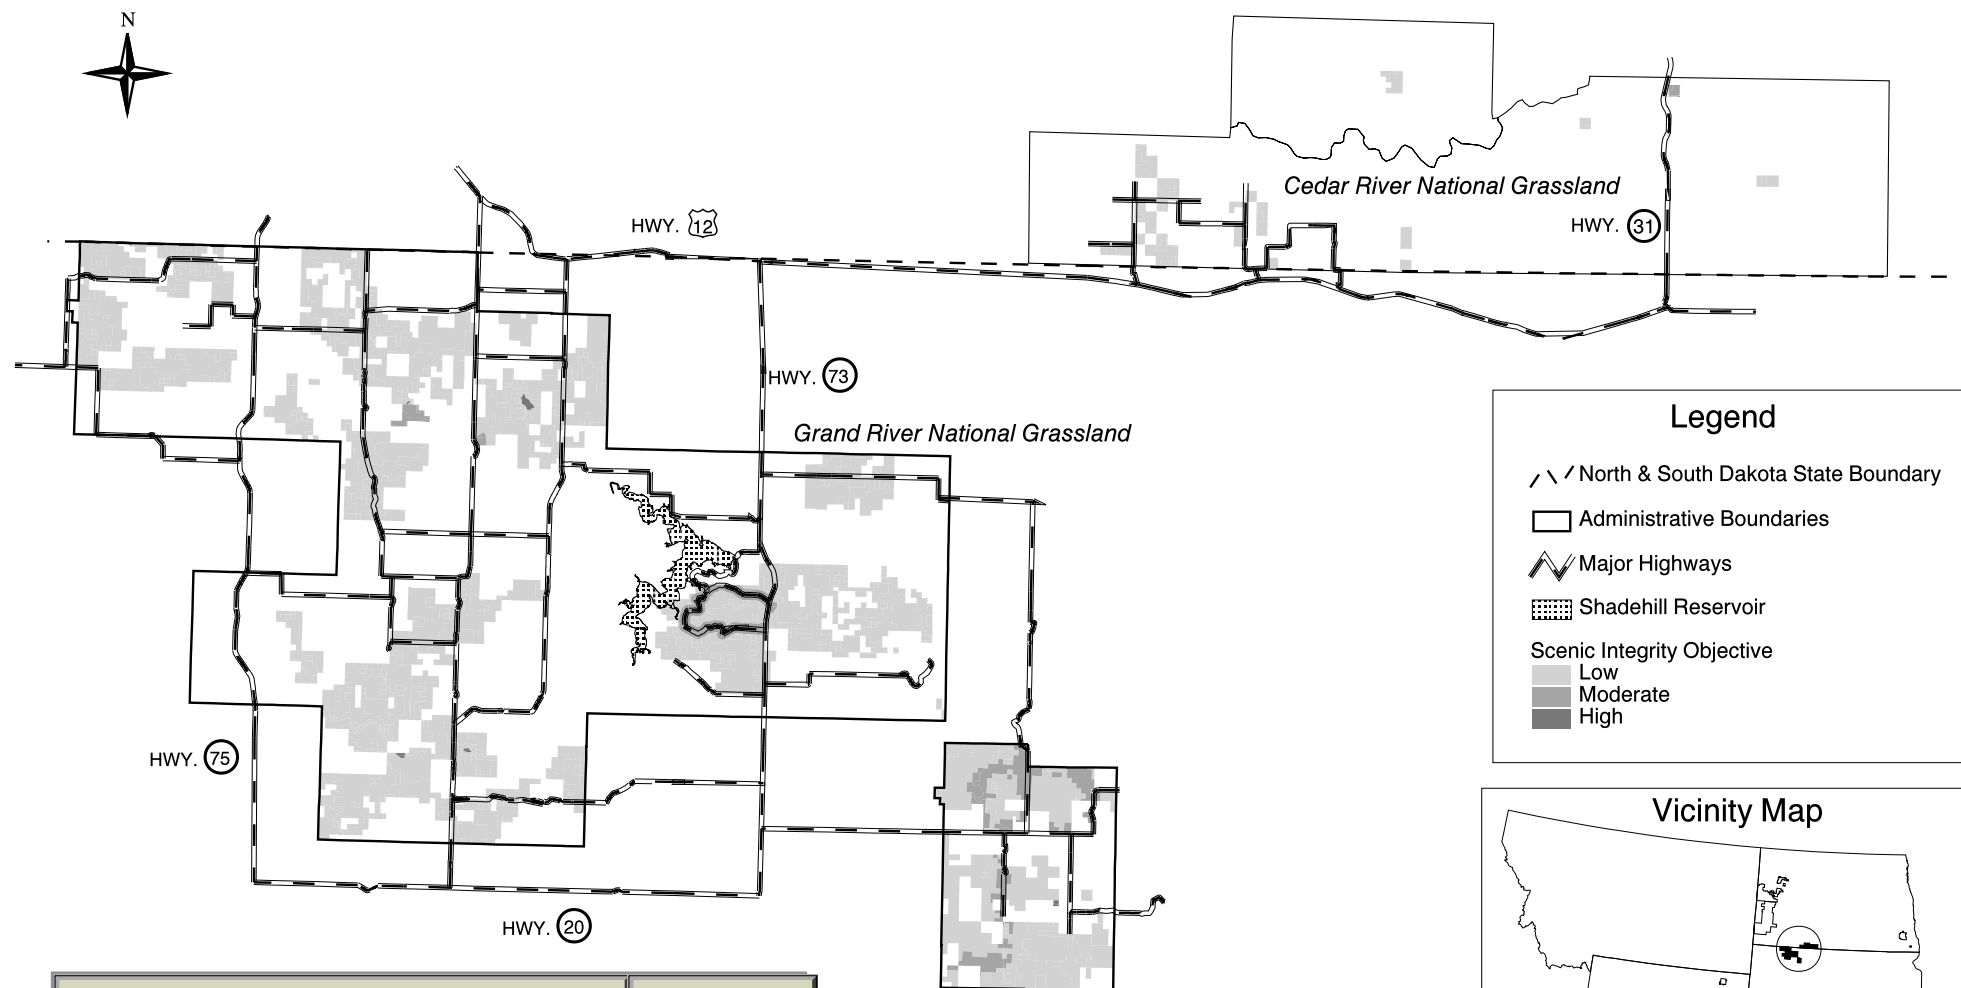 N
Cedar River National Grassland
HWY. 12
HWY. 31
HWY. 73
Grand River National Grassland
HWY. 75
HWY. 20
Legend
North & South Dakota State Boundary
Administrative Boundaries
Major Highways
Shadehill Reservoir
Scenic Integrity Objective
Low
Moderate
High
Vicinity Map